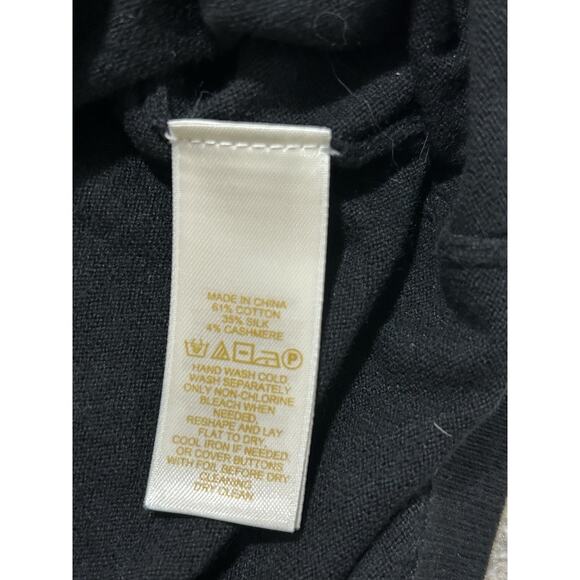 MADE IN CHINA
61% COTTON
35% SILK
4% CASHMERE
P
HAND WASH COLD,
WASH SEPARATELY
ONLY NON-CHLORINE
BLEACH WHEN
NEEDED,
RESHAPE AND LAY
FLAT TO DRY,
COOL IRON IF NEEDED.
OR COVER BUTTONS
WITH FOIL BEFORE DRY
CLEANING
DRY CLEAN